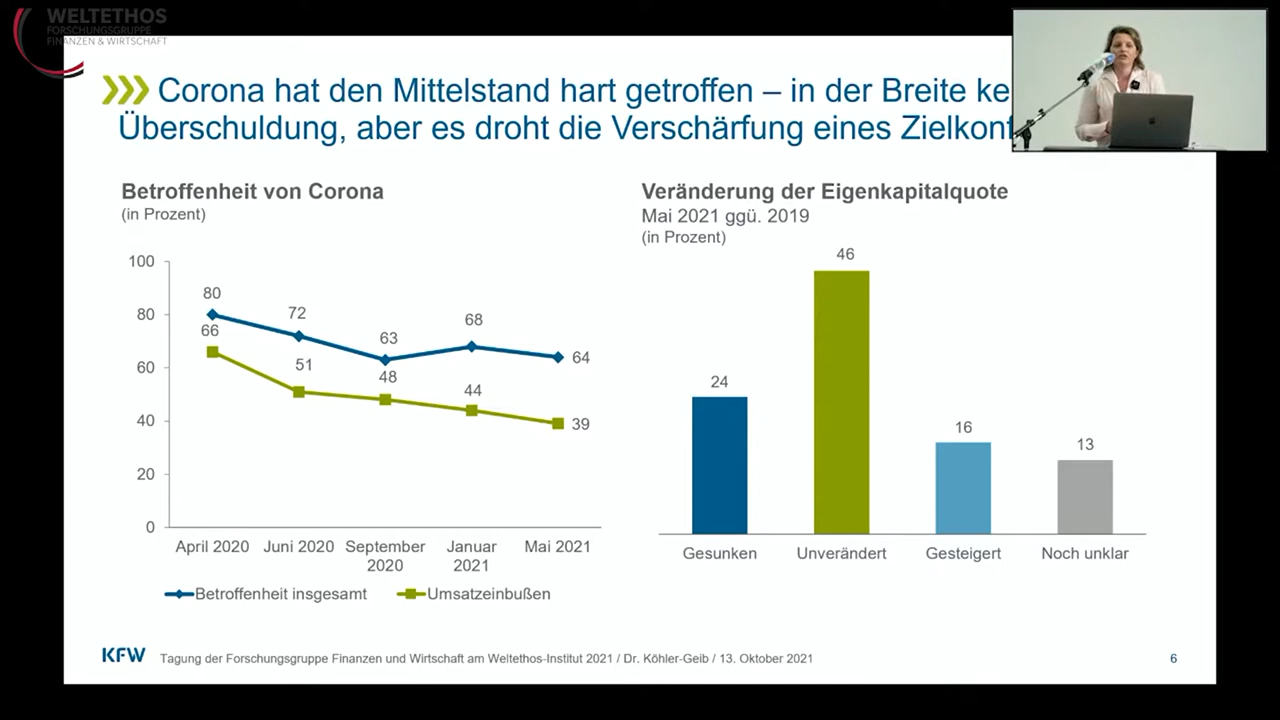 WELTETHOS
FORSCHUNGSGRUPPE
FINANZEN & WIRTSCHAFT
Corona hat den Mittelstand hart getroffen – in der Breite
Überschuldung, aber es droht die Verschärfung eines
Betroffenheit von Corona
(in Prozent)
100
80
60
40
20
0
80
72
63
68
64
66
51
48
44
39
April 2020 Juni 2020 September 2020 Januar 2021 Mai 2021
Betroffenheit insgesamt Umsatzeinbußen
Veränderung der Eigenkapitalquote
Mai 2021 ggü. 2019
(in Prozent)
24
46
16
13
Gesunken Unverändert Gesteigert Noch unklar
KFW Tagung der Forschungsgruppe Finanzen und Wirtschaft am Weltethos-Institut 2021 / Dr. Köhler-Geib / 13. Oktober 2021 6